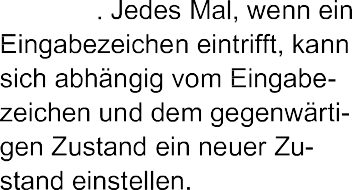 . Jedes Mal, wenn ein
Eingabezeichen eintrifft, kann
sich abhängig vom Eingabe-
zeichen und dem gegenwärti-
gen Zustand ein neuer Zu-
stand einstellen.